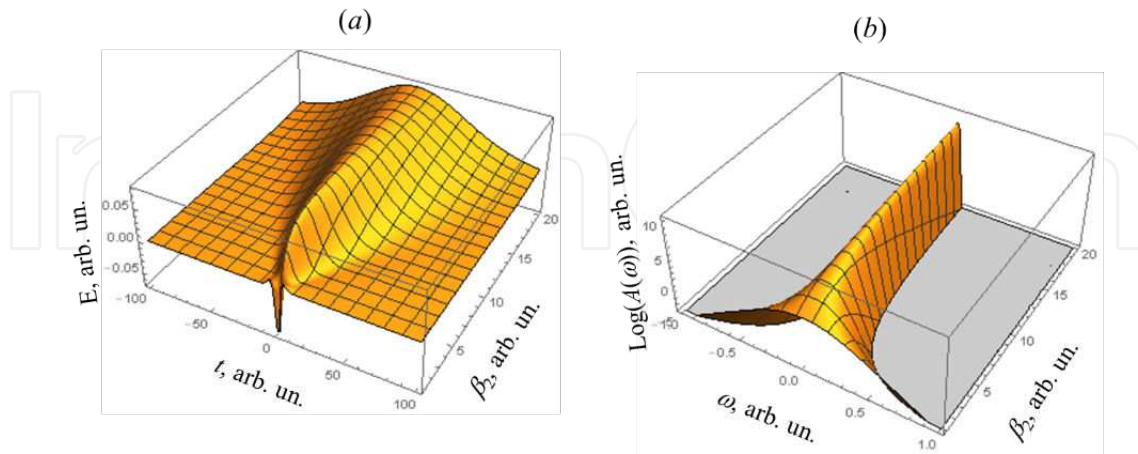 (a)
(b)
E, arb. un.
0.05
0.00
−0.05
−100
−50
0
50
100
t, arb. un.
5
10
15
20
β₂, arb. un.
Log(A(ω)), arb. un.
10
5
0
−0.5
0.0
0.5
1.0
ω, arb. un.
5
10
15
20
β₂, arb. un.